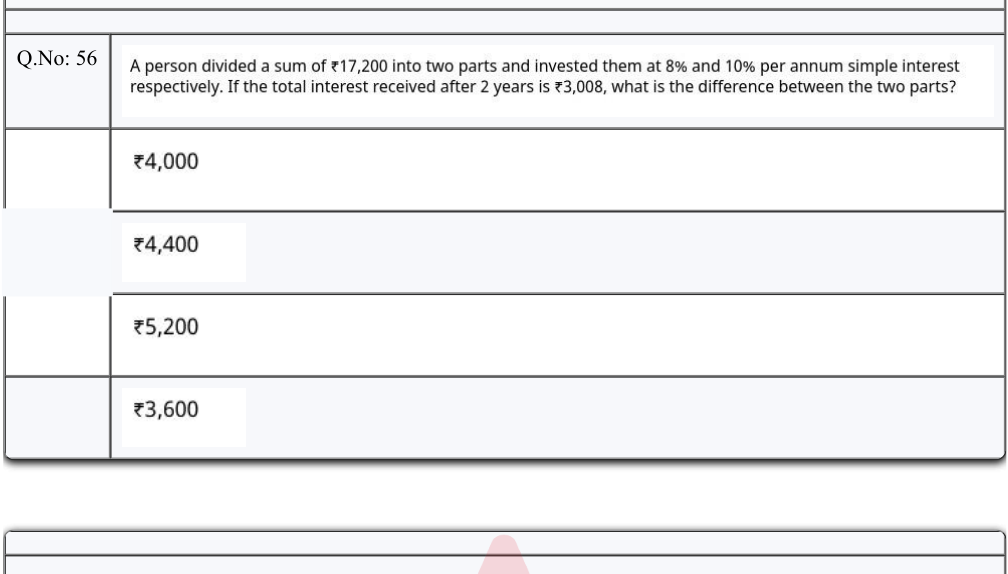 Q.No: 56
A person divided a sum of ₹17,200 into two parts and invested them at 8% and 10% per annum simple interest
respectively. If the total interest received after 2 years is ₹3,008, what is the difference between the two parts?
₹4,000
₹4,400
₹5,200
₹3,600